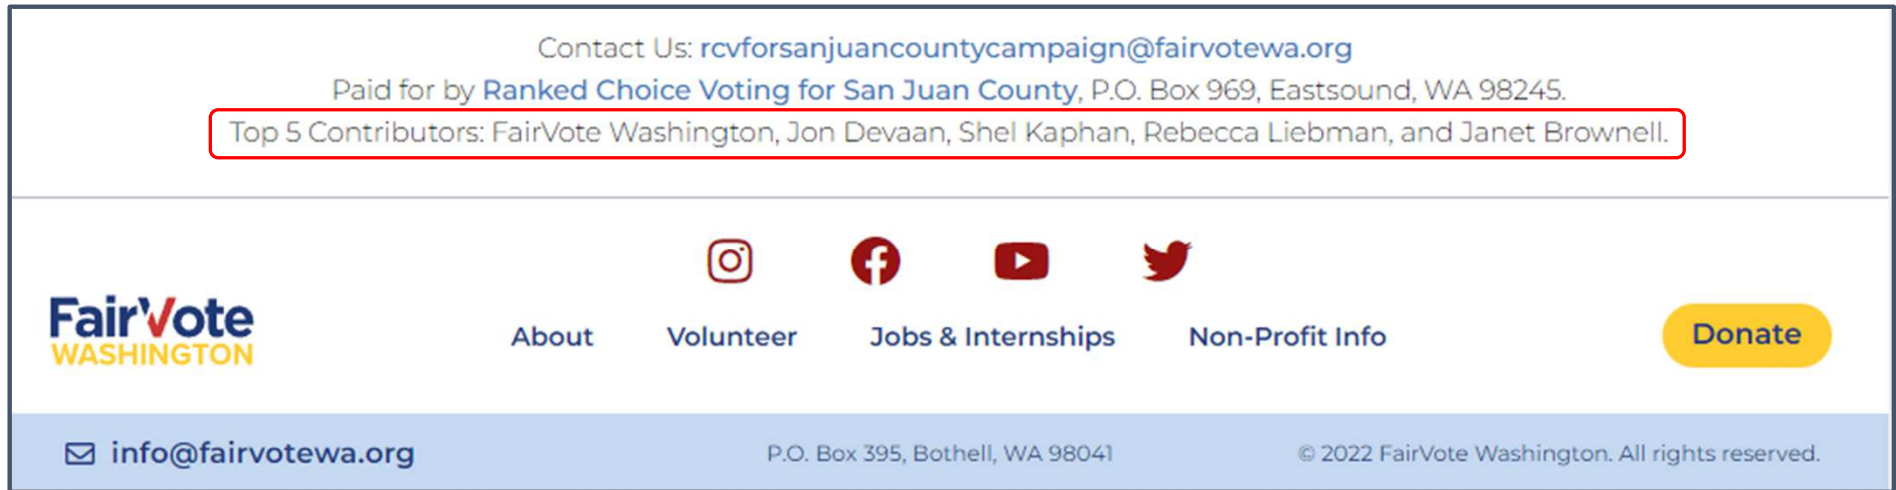 Contact Us: rcvforsanjuancountycampaign@fairvotewa.org
Paid for by Ranked Choice Voting for San Juan County, P.O. Box 969, Eastsound, WA 98245.
Top 5 Contributors: FairVote Washington, Jon Devaan, Shel Kaphan, Rebecca Liebman, and Janet Brownell.
FairVote
WASHINGTON
About Volunteer Jobs & Internships Non-Profit Info
Donate
info@fairvotewa.org P.O. Box 395, Bothell, WA 98041 © 2022 FairVote Washington. All rights reserved.